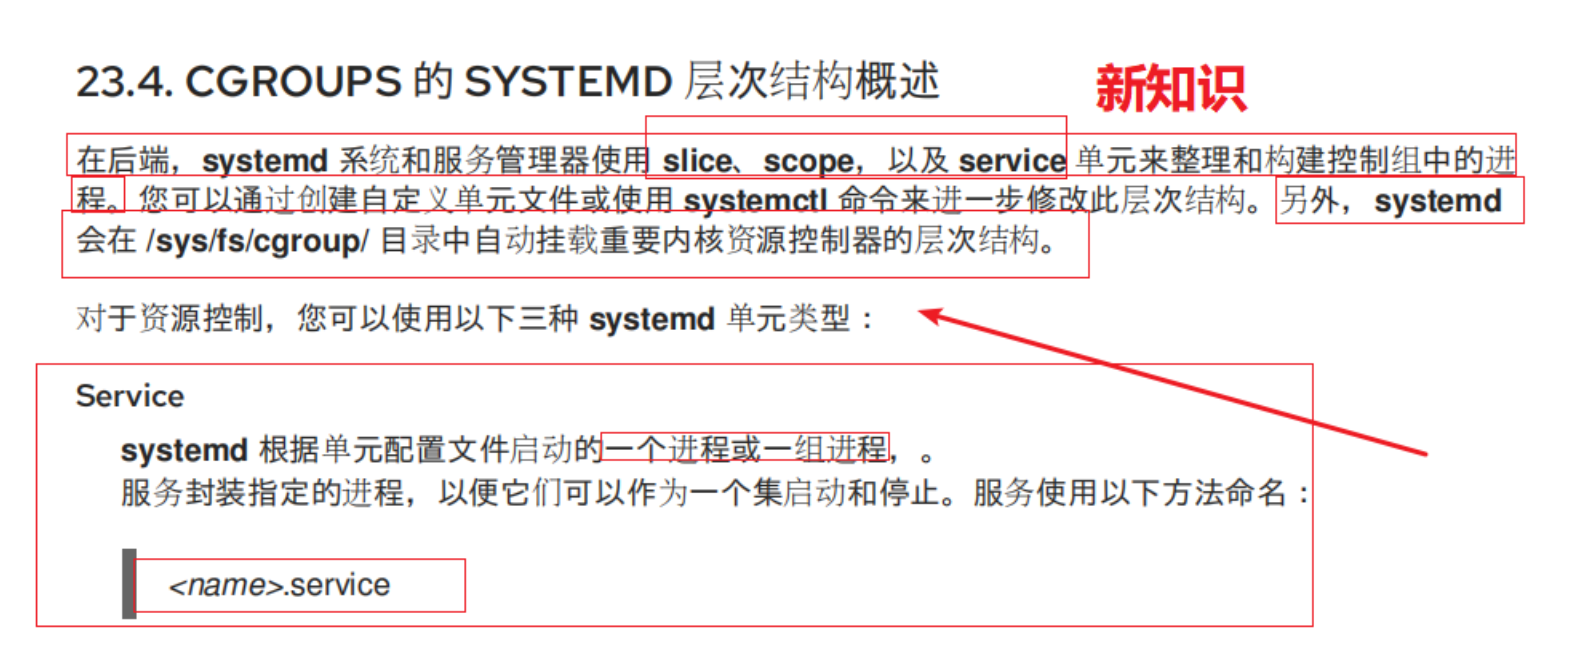 23.4. CGROUPS 的 SYSTEMD 层次结构概述
新知识
在后端，systemd 系统和服务管理器使用 slice、scope，以及 service 单元来整理和构建控制组中的进
程。您可以通过创建自定义单元文件或使用 systemctl 命令来进一步修改此层次结构。另外，systemd
会在 /sys/fs/cgroup/ 目录中自动挂载重要内核资源控制器的层次结构。
对于资源控制，您可以使用以下三种 systemd 单元类型：
Service
systemd 根据单元配置文件启动的一个进程或一组进程，。
服务封装指定的进程，以便它们可以作为一个集启动和停止。服务使用以下方法命名：
<name>.service